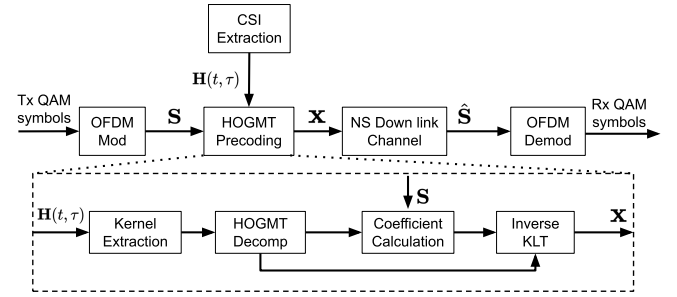 CSI
Extraction
H(t, τ)
Tx QAM
symbols
OFDM
Mod
S
HOGMT
Precoding
X
NS Down link
Channel
Ŝ
OFDM
Demod
Rx QAM
symbols
H(t, τ)
Kernel
Extraction
HOGMT
Decomp
S
Coefficient
Calculation
Inverse
KLT
X